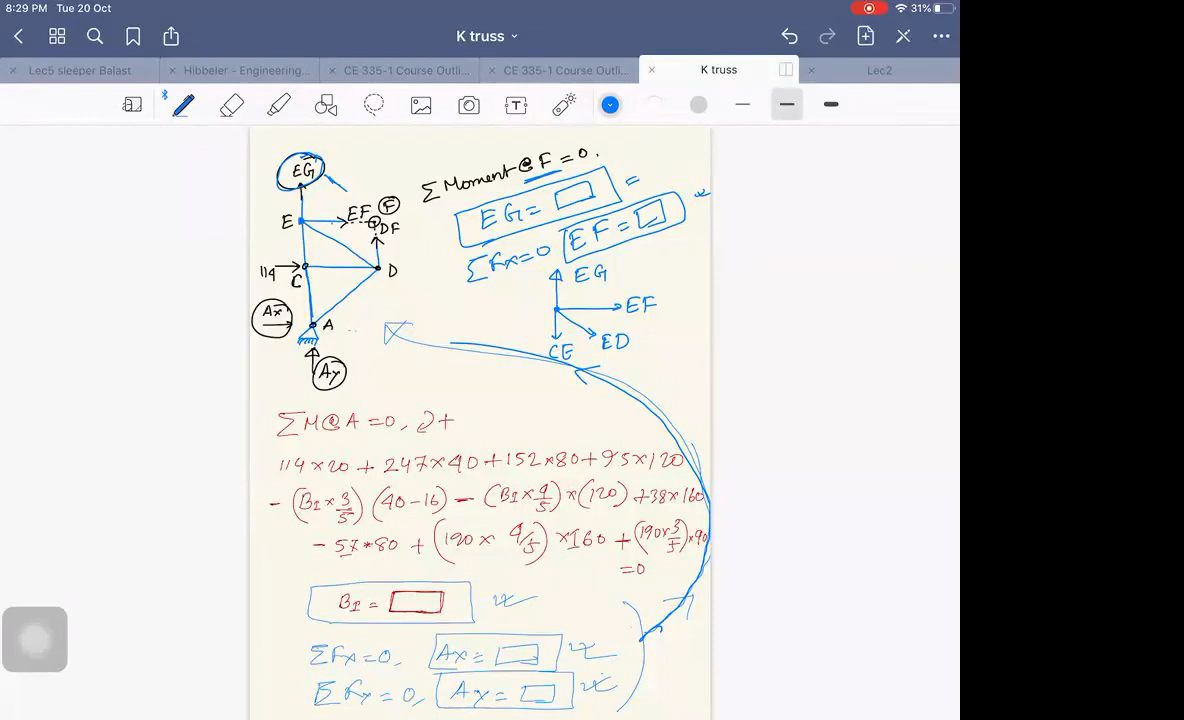 8:29 PM Tue 20 Oct
31%
K truss
Lec5 sleeper Balast
Hibbeler - Engineering...
CE 335-1 Course Outli...
CE 335-1 Course Outli...
K truss
Lec2
EG
Σ Moment @ F = 0.
EG = =
E EF F
DF
ΣFx=0 EF =
114 C D
EG
Ax A
EF
ED
CE
Ay
ΣM@A =0, +
114×20 + 247×40 + 152×80 + 95×120
- (B1 × 3/5) (40-16) - (B1 × 4/5) × (120) + 38×160
- 57*80 + (190 × 4/5) × 160 + (190×3/5)×90
=0
B1 =
ΣFx=0, Ax =
ΣFy=0, Ay =